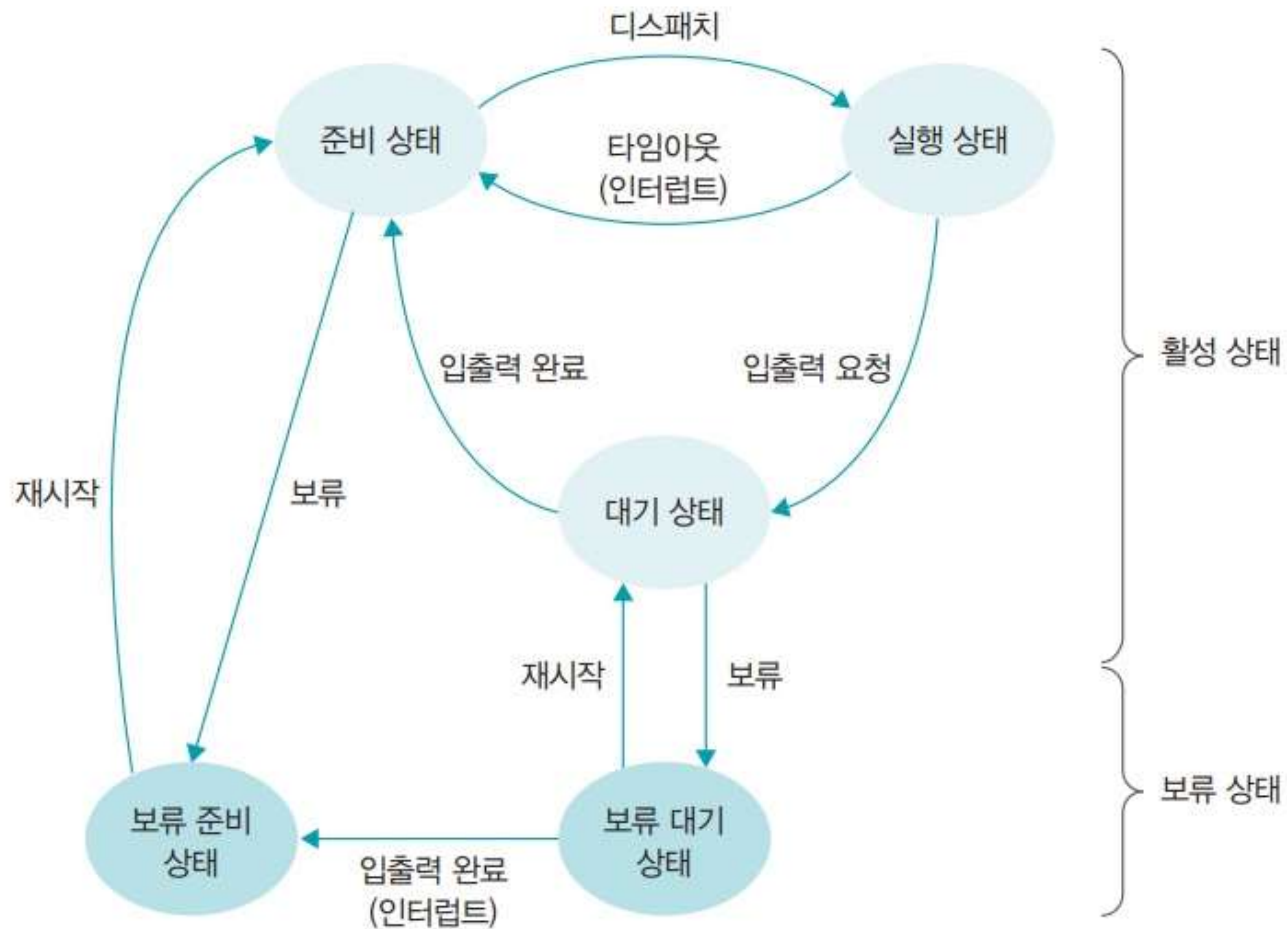 디스패치
준비 상태
실행 상태
타임아웃
(인터럽트)
입출력 완료
입출력 요청
활성 상태
재시작
보류
대기 상태
재시작
보류
보류 준비
상태
보류 대기
상태
보류 상태
입출력 완료
(인터럽트)